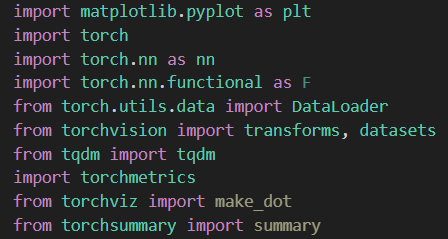 import matplotlib.pyplot as plt
import torch
import torch.nn as nn
import torch.nn.functional as F
from torch.utils.data import DataLoader
from torchvision import transforms, datasets
from tqdm import tqdm
import torchmetrics
from torchviz import make_dot
from torchsummary import summary